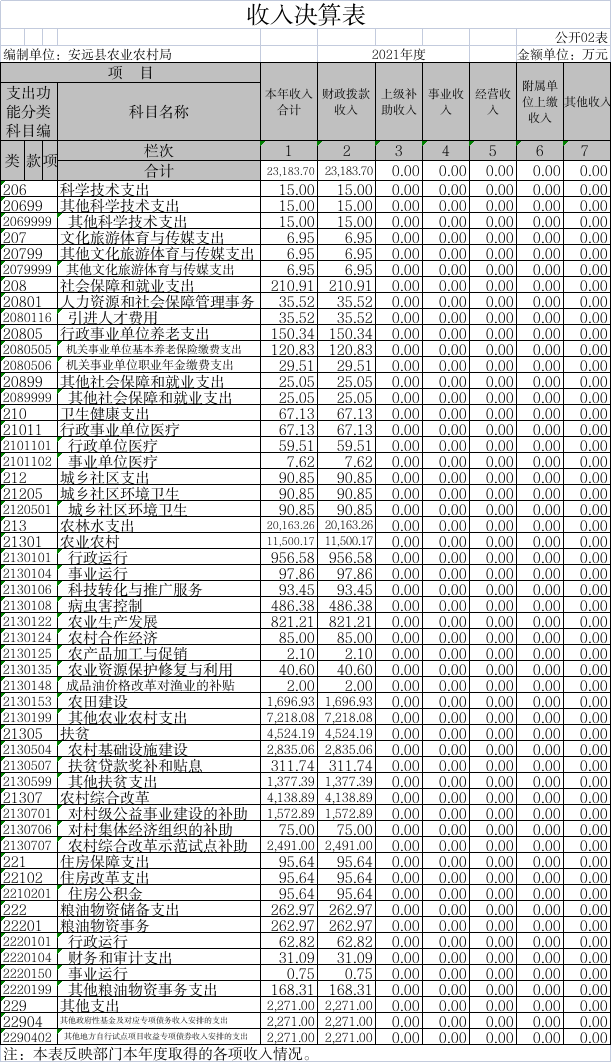 收入决算表
公开02表
编制单位：安远县农业农村局 2021年度 金额单位：万元
项 目 本年收入合计 财政拨款收入 上级补助收入 事业收入 经营收入 附属单位上缴收入 其他收入
支出功能分类科目编 科目名称
类 款 项 栏次 1 2 3 4 5 6 7
合计 23,183.70 23,183.70 0.00 0.00 0.00 0.00 0.00
206 科学技术支出 15.00 15.00 0.00 0.00 0.00 0.00 0.00
20699 其他科学技术支出 15.00 15.00 0.00 0.00 0.00 0.00 0.00
2069999 其他科学技术支出 15.00 15.00 0.00 0.00 0.00 0.00 0.00
207 文化旅游体育与传媒支出 6.95 6.95 0.00 0.00 0.00 0.00 0.00
20799 其他文化旅游体育与传媒支出 6.95 6.95 0.00 0.00 0.00 0.00 0.00
2079999 其他文化旅游体育与传媒支出 6.95 6.95 0.00 0.00 0.00 0.00 0.00
208 社会保障和就业支出 210.91 210.91 0.00 0.00 0.00 0.00 0.00
20801 人力资源和社会保障管理事务 35.52 35.52 0.00 0.00 0.00 0.00 0.00
2080116 引进人才费用 35.52 35.52 0.00 0.00 0.00 0.00 0.00
20805 行政事业单位养老支出 150.34 150.34 0.00 0.00 0.00 0.00 0.00
2080505 机关事业单位基本养老保险缴费支出 120.83 120.83 0.00 0.00 0.00 0.00 0.00
2080506 机关事业单位职业年金缴费支出 29.51 29.51 0.00 0.00 0.00 0.00 0.00
20899 其他社会保障和就业支出 25.05 25.05 0.00 0.00 0.00 0.00 0.00
2089999 其他社会保障和就业支出 25.05 25.05 0.00 0.00 0.00 0.00 0.00
210 卫生健康支出 67.13 67.13 0.00 0.00 0.00 0.00 0.00
21011 行政事业单位医疗 67.13 67.13 0.00 0.00 0.00 0.00 0.00
2101101 行政单位医疗 59.51 59.51 0.00 0.00 0.00 0.00 0.00
2101102 事业单位医疗 7.62 7.62 0.00 0.00 0.00 0.00 0.00
212 城乡社区支出 90.85 90.85 0.00 0.00 0.00 0.00 0.00
21205 城乡社区环境卫生 90.85 90.85 0.00 0.00 0.00 0.00 0.00
2120501 城乡社区环境卫生 90.85 90.85 0.00 0.00 0.00 0.00 0.00
213 农林水支出 20,163.26 20,163.26 0.00 0.00 0.00 0.00 0.00
21301 农业农村 11,500.17 11,500.17 0.00 0.00 0.00 0.00 0.00
2130101 行政运行 956.58 956.58 0.00 0.00 0.00 0.00 0.00
2130104 事业运行 97.86 97.86 0.00 0.00 0.00 0.00 0.00
2130106 科技转化与推广服务 93.45 93.45 0.00 0.00 0.00 0.00 0.00
2130108 病虫害控制 486.38 486.38 0.00 0.00 0.00 0.00 0.00
2130122 农业生产发展 821.21 821.21 0.00 0.00 0.00 0.00 0.00
2130124 农村合作经济 85.00 85.00 0.00 0.00 0.00 0.00 0.00
2130125 农产品加工与促销 2.10 2.10 0.00 0.00 0.00 0.00 0.00
2130135 农业资源保护修复与利用 40.60 40.60 0.00 0.00 0.00 0.00 0.00
2130148 成品油价格改革对渔业的补贴 2.00 2.00 0.00 0.00 0.00 0.00 0.00
2130153 农田建设 1,696.93 1,696.93 0.00 0.00 0.00 0.00 0.00
2130199 其他农业农村支出 7,218.08 7,218.08 0.00 0.00 0.00 0.00 0.00
21305 扶贫 4,524.19 4,524.19 0.00 0.00 0.00 0.00 0.00
2130504 农村基础设施建设 2,835.06 2,835.06 0.00 0.00 0.00 0.00 0.00
2130507 扶贫贷款奖补和贴息 311.74 311.74 0.00 0.00 0.00 0.00 0.00
2130599 其他扶贫支出 1,377.39 1,377.39 0.00 0.00 0.00 0.00 0.00
21307 农村综合改革 4,138.89 4,138.89 0.00 0.00 0.00 0.00 0.00
2130701 对村级公益事业建设的补助 1,572.89 1,572.89 0.00 0.00 0.00 0.00 0.00
2130706 对村集体经济组织的补助 75.00 75.00 0.00 0.00 0.00 0.00 0.00
2130707 农村综合改革示范试点补助 2,491.00 2,491.00 0.00 0.00 0.00 0.00 0.00
221 住房保障支出 95.64 95.64 0.00 0.00 0.00 0.00 0.00
22102 住房改革支出 95.64 95.64 0.00 0.00 0.00 0.00 0.00
2210201 住房公积金 95.64 95.64 0.00 0.00 0.00 0.00 0.00
222 粮油物资储备支出 262.97 262.97 0.00 0.00 0.00 0.00 0.00
22201 粮油物资事务 262.97 262.97 0.00 0.00 0.00 0.00 0.00
2220101 行政运行 62.82 62.82 0.00 0.00 0.00 0.00 0.00
2220104 财务和审计支出 31.09 31.09 0.00 0.00 0.00 0.00 0.00
2220150 事业运行 0.75 0.75 0.00 0.00 0.00 0.00 0.00
2220199 其他粮油物资事务支出 168.31 168.31 0.00 0.00 0.00 0.00 0.00
229 其他支出 2,271.00 2,271.00 0.00 0.00 0.00 0.00 0.00
22904 其他政府性基金及对应专项债务收入安排的支出 2,271.00 2,271.00 0.00 0.00 0.00 0.00 0.00
2290402 其他地方自行试点项目收益专项债券收入安排的支出 2,271.00 2,271.00 0.00 0.00 0.00 0.00 0.00
注：本表反映部门本年度取得的各项收入情况。